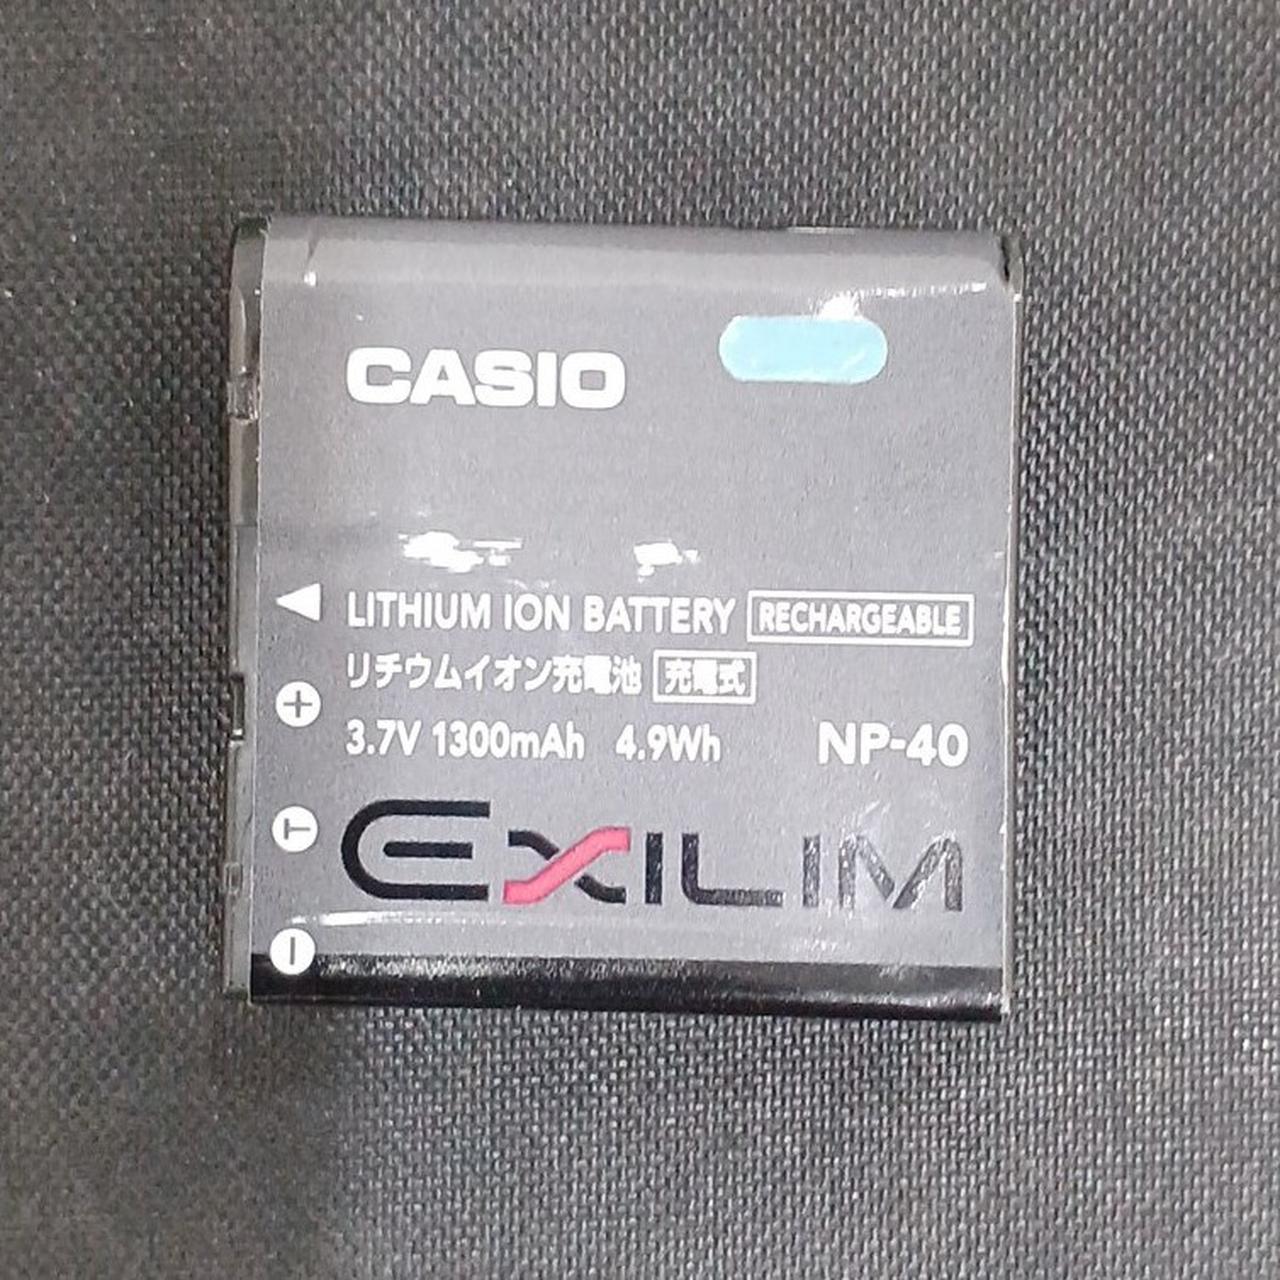 CASIO
LITHIUM ION BATTERY RECHARGEABLE
リチウムイオン充電池 充電式
3.7V 1300mAh 4.9Wh NP-40
+
T
EXILIM
−